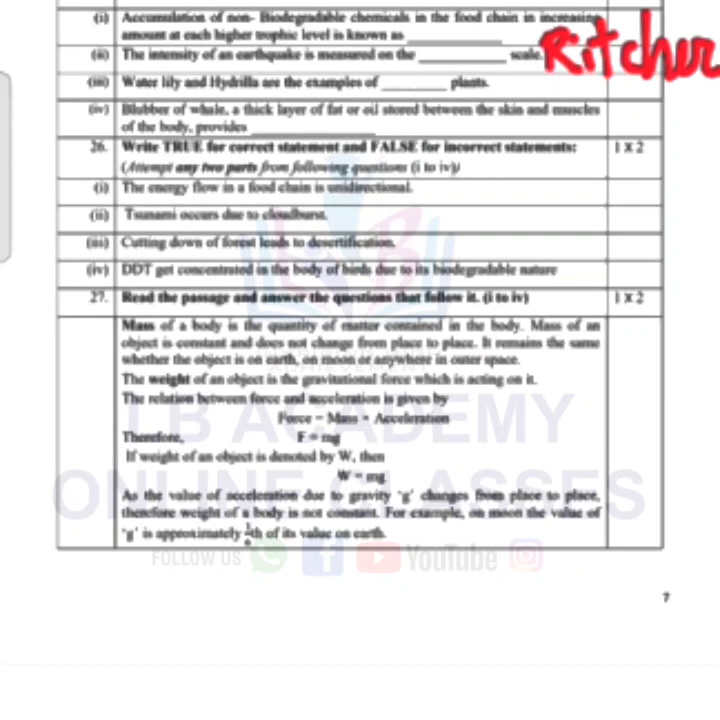 (i) Accumulation of non- Biodegradable chemicals in the food chain in increasing
amount at each higher trophic level is known as ____________
(ii) The intensity of an earthquake is measured on the ____________ scale.
Ritcher
(iii) Water lily and Hydrilla are the examples of ________ plants.
(iv) Blubber of whale, a thick layer of fat or oil stored between the skin and muscles
of the body, provides ________________
26. Write TRUE for correct statement and FALSE for incorrect statements: 1 X 2
(Attempt any two parts from following questions (i to iv))
(i) The energy flow in a food chain is unidirectional.
(ii) Tsunami occurs due to cloudburst.
(iii) Cutting down of forest leads to desertification.
(iv) DDT get concentrated in the body of birds due to its biodegradable nature
27. Read the passage and answer the questions that follow it. (i to iv) 1 X 2
Mass of a body is the quantity of matter contained in the body. Mass of an
object is constant and does not change from place to place. It remains the same
whether the object is on earth, on moon or anywhere in outer space.
The weight of an object is the gravitational force which is acting on it.
The relation between force and acceleration is given by
Force = Mass × Acceleration
Therefore, F = mg
If weight of an object is denoted by W, then
W = mg
As the value of acceleration due to gravity 'g' changes from place to place,
therefore weight of a body is not constant. For example, on moon the value of
'g' is approximately 1/6th of its value on earth.
LB ACADEMY
ONLINE CLASSES
FOLLOW US YouTube
7